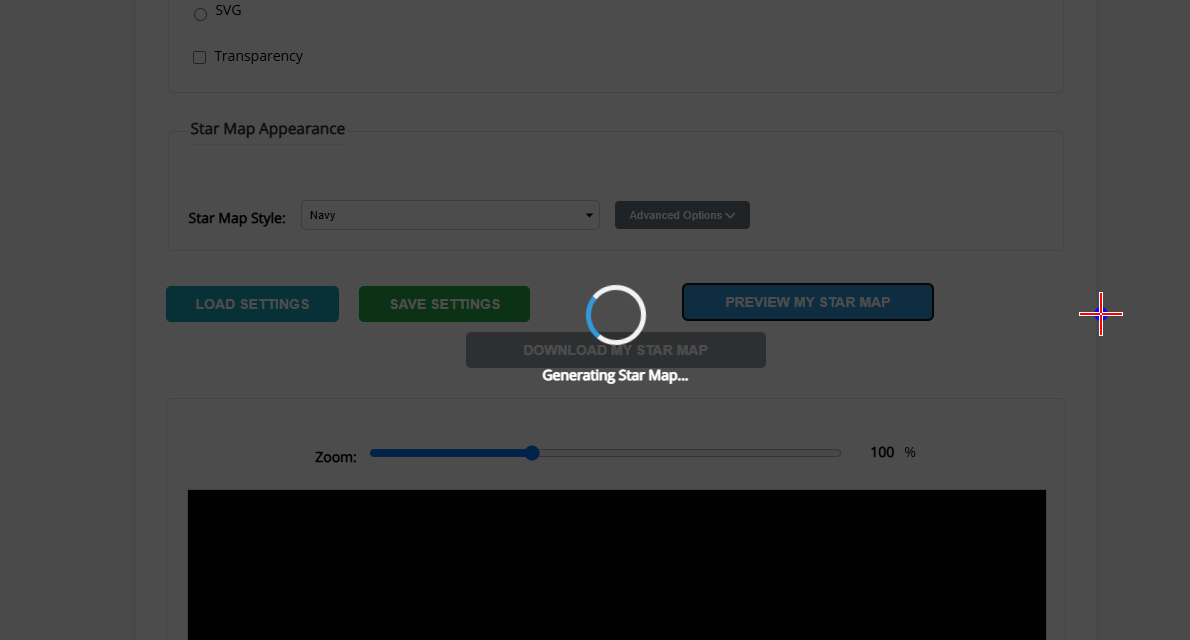 SVG
Transparency
Star Map Appearance
Star Map Style: Navy Advanced Options
LOAD SETTINGS SAVE SETTINGS PREVIEW MY STAR MAP
DOWNLOAD MY STAR MAP
Generating Star Map...
Zoom: 100 %